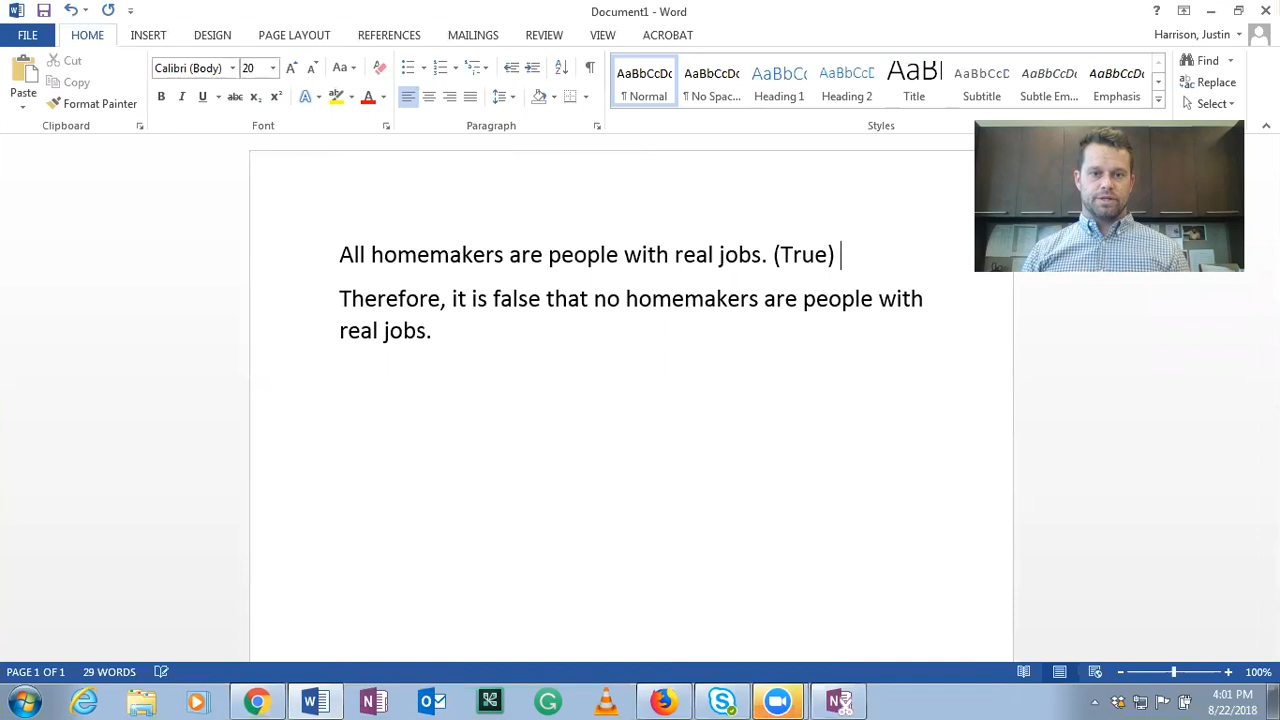 Document1 - Word
?
FILE HOME INSERT DESIGN PAGE LAYOUT REFERENCES MAILINGS REVIEW VIEW ACROBAT Harrison, Justin
Paste Cut Copy Format Painter
Clipboard
Calibri (Body) 20
Font
Paragraph
AaBbCcDc AaBbCcDc AaBbCc AaBbCcD AaBl AaBbCcD AaBbCcDc AaBbCcDc
¶ Normal ¶ No Spac... Heading 1 Heading 2 Title Subtitle Subtle Em... Emphasis
Styles
Find
Replace
Select
All homemakers are people with real jobs. (True)
Therefore, it is false that no homemakers are people with
real jobs.
PAGE 1 OF 1 29 WORDS 100%
4:01 PM
8/22/2018